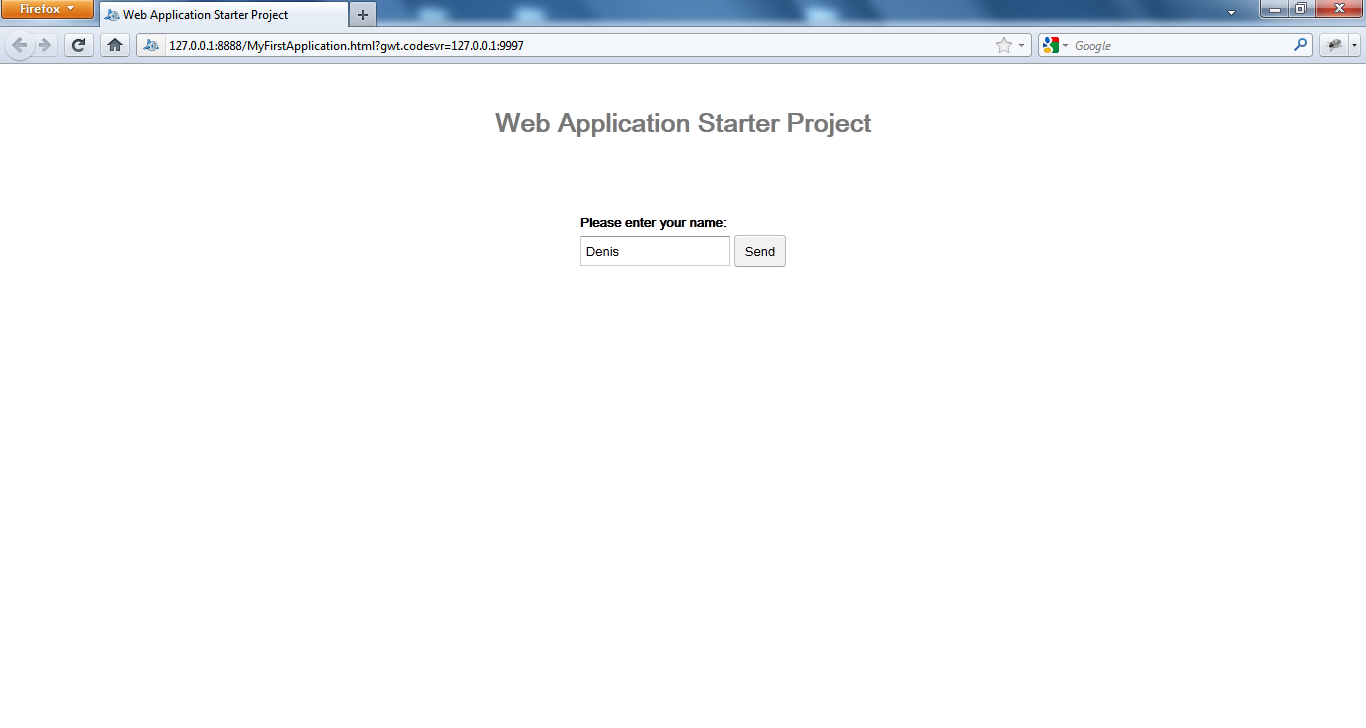 Firefox
Web Application Starter Project
127.0.0.1:8888/MyFirstApplication.html?gwt.codesvr=127.0.0.1:9997
Google
Web Application Starter Project
Please enter your name:
Denis
Send